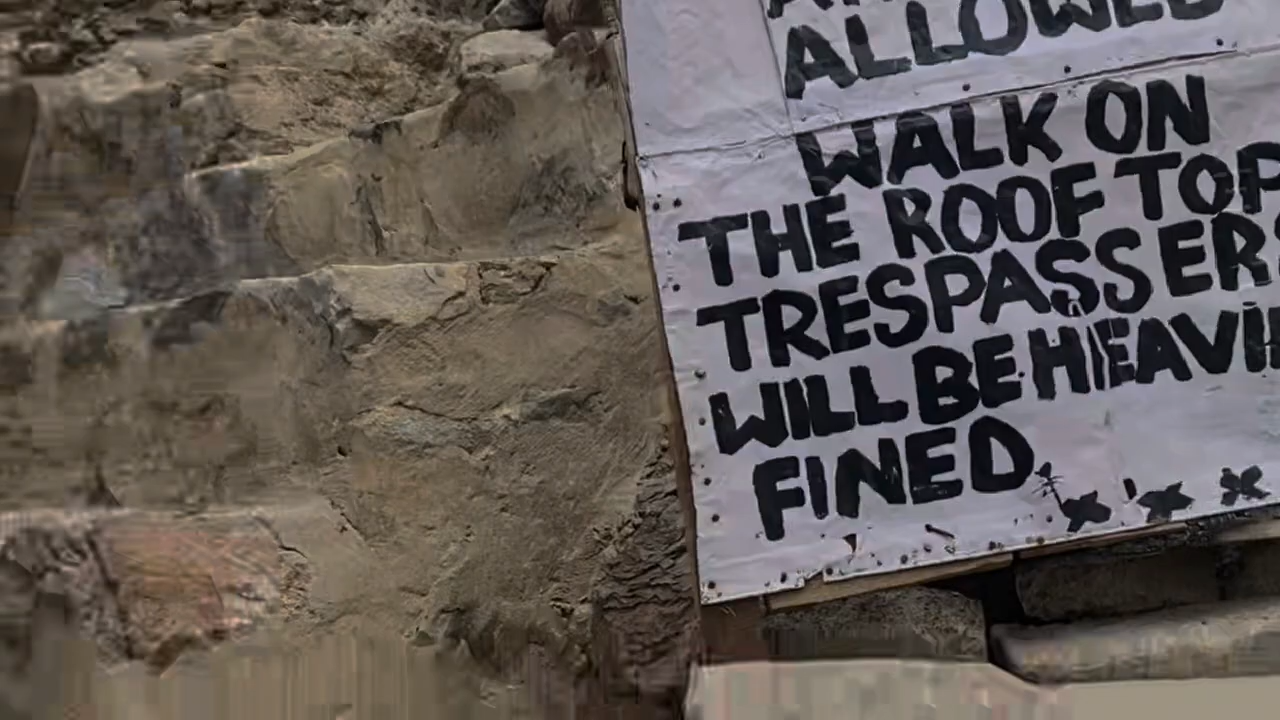 ALLOWED
WALK ON
THE ROOF TOP
TRESPASSERS
WILL BE HEAVI
FINED